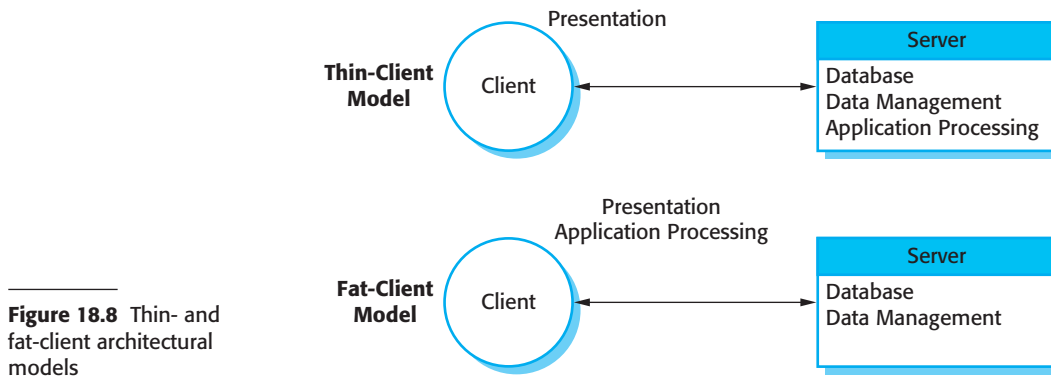 Presentation
Thin-Client
Model
Client
Server
Database
Data Management
Application Processing
Presentation
Application Processing
Fat-Client
Model
Client
Server
Database
Data Management
Figure 18.8 Thin- and
fat-client architectural
models